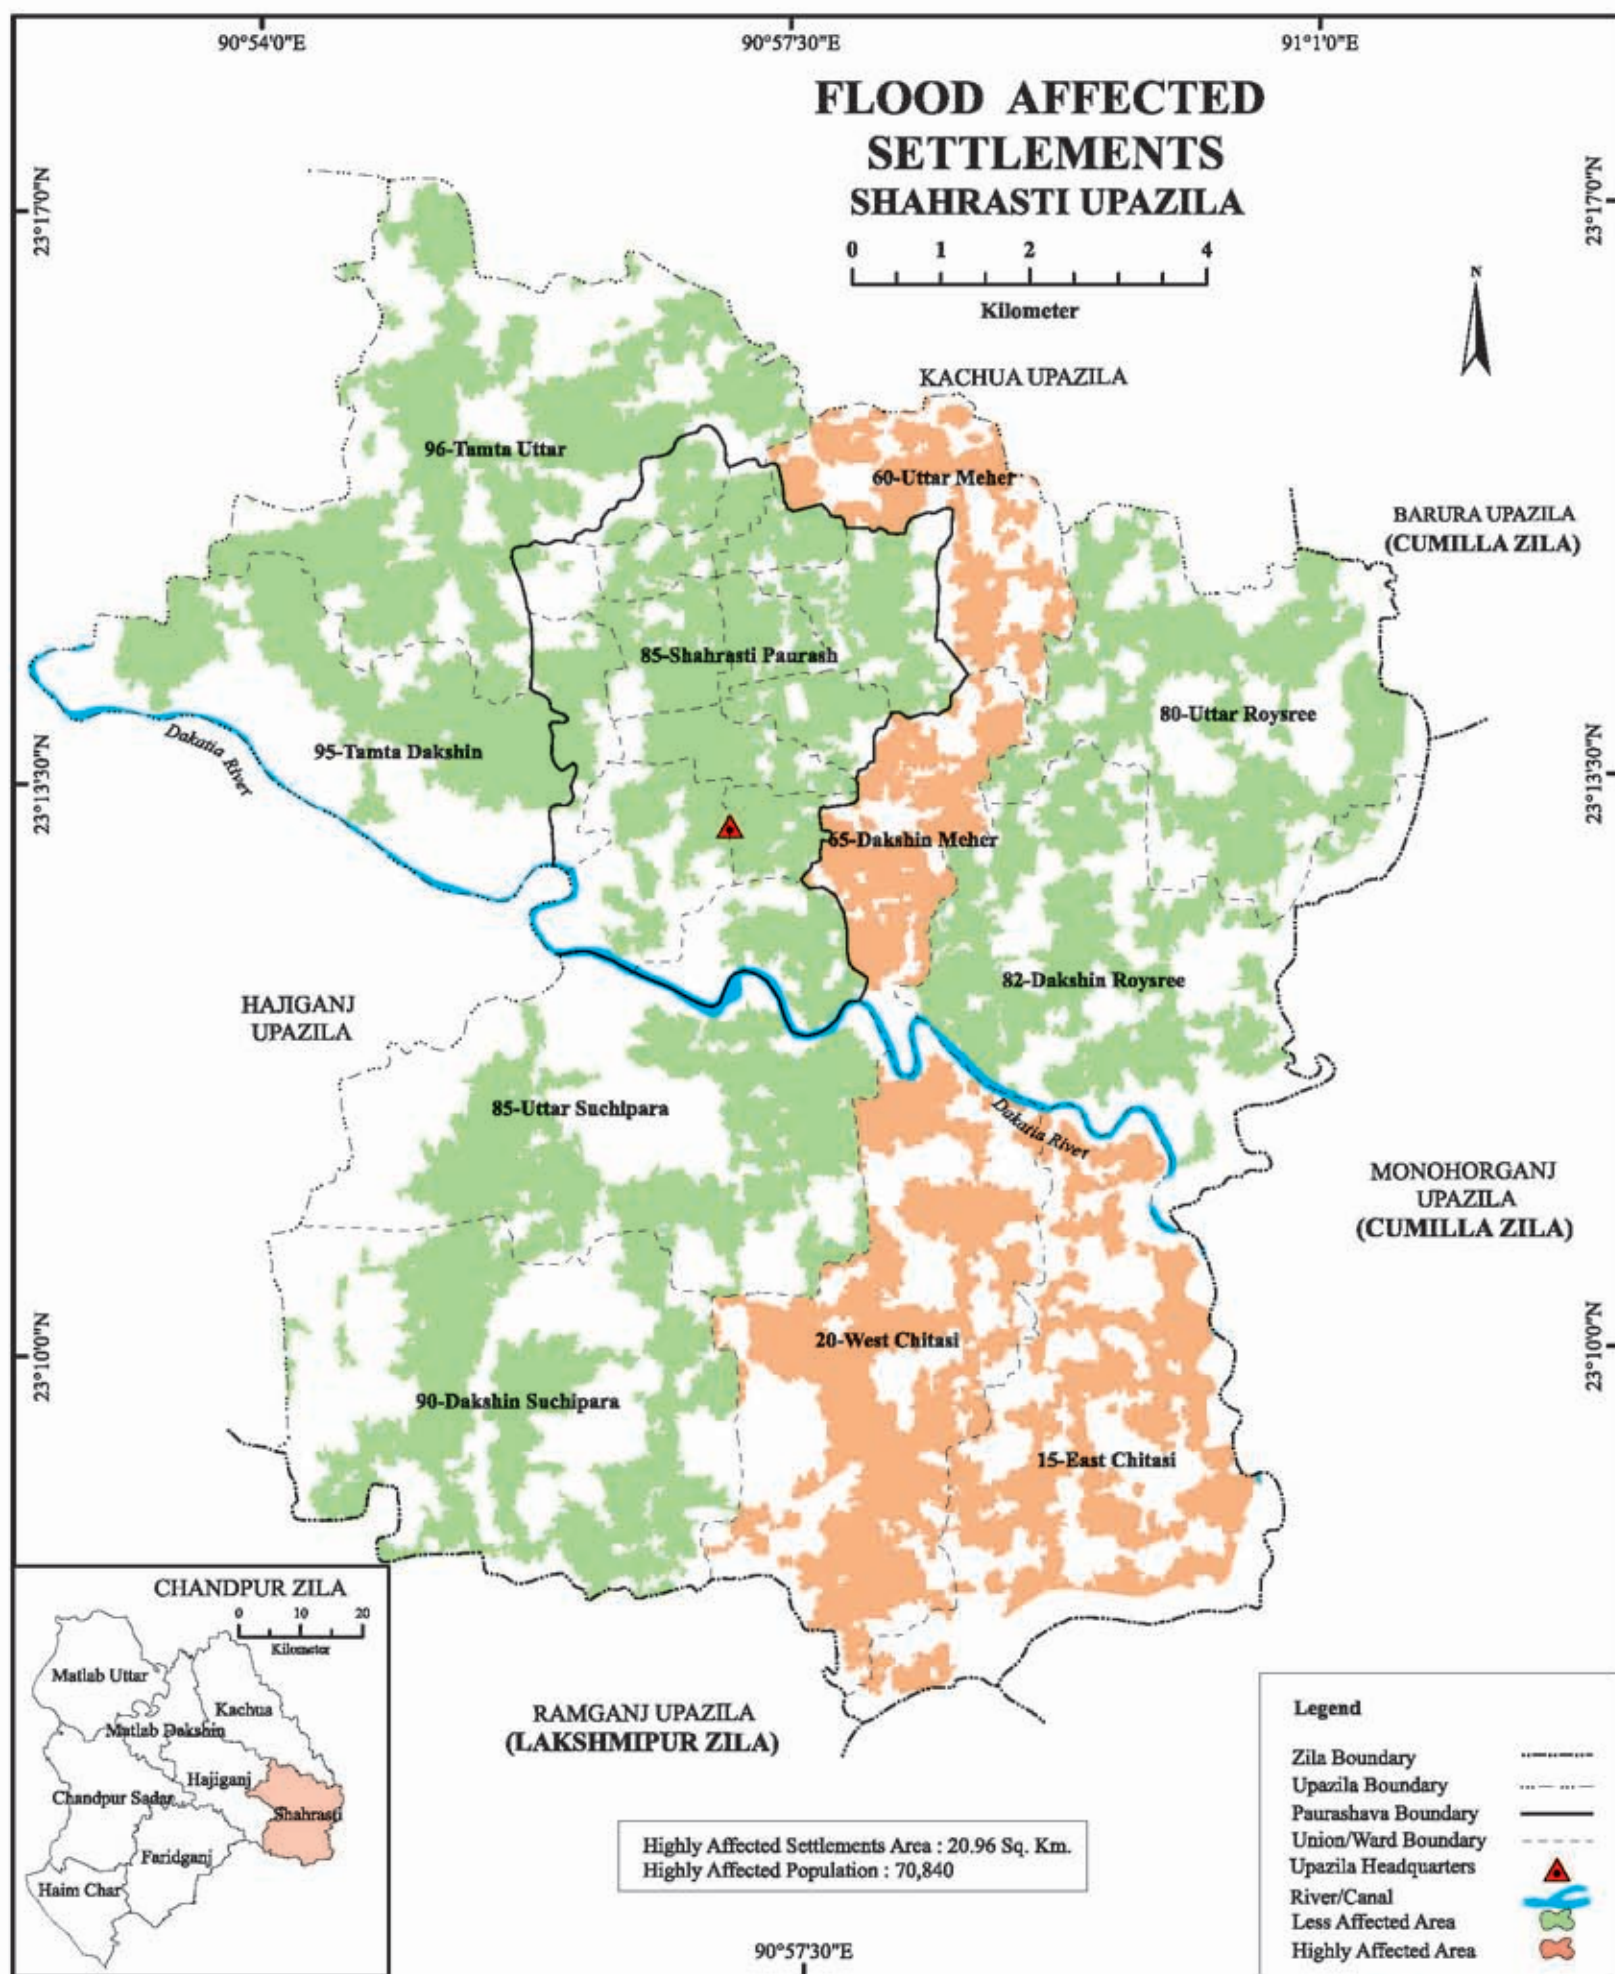 90°54'0"E
90°57'30"E
91°1'0"E
FLOOD AFFECTED
SETTLEMENTS
SHAHRASTI UPAZILA
0 1 2 4
Kilometer
N
23°17'0"N
23°17'0"N
KACHUA UPAZILA
96-Tamta Uttar
60-Uttar Meher
BARURA UPAZILA
(CUMILLA ZILA)
85-Shahrasti Paurash
80-Uttar Roysree
Dakatia River
95-Tamta Dakshin
23°13'30"N
23°13'30"N
65-Dakshin Meher
82-Dakshin Roysree
HAJIGANJ
UPAZILA
85-Uttar Suchipara
Dakatia River
MONOHORGANJ
UPAZILA
(CUMILLA ZILA)
20-West Chitasi
23°10'0"N
23°10'0"N
90-Dakshin Suchipara
15-East Chitasi
CHANDPUR ZILA
0 10 20
Kilometer
Matlab Uttar
Kachua
Matlab Dakshin
Hajiganj
Chandpur Sadar
Shahrasti
Faridganj
Haim Char
RAMGANJ UPAZILA
(LAKSHMIPUR ZILA)
Highly Affected Settlements Area : 20.96 Sq. Km.
Highly Affected Population : 70,840
90°57'30"E
Legend
Zila Boundary
Upazila Boundary
Paurashava Boundary
Union/Ward Boundary
Upazila Headquarters
River/Canal
Less Affected Area
Highly Affected Area